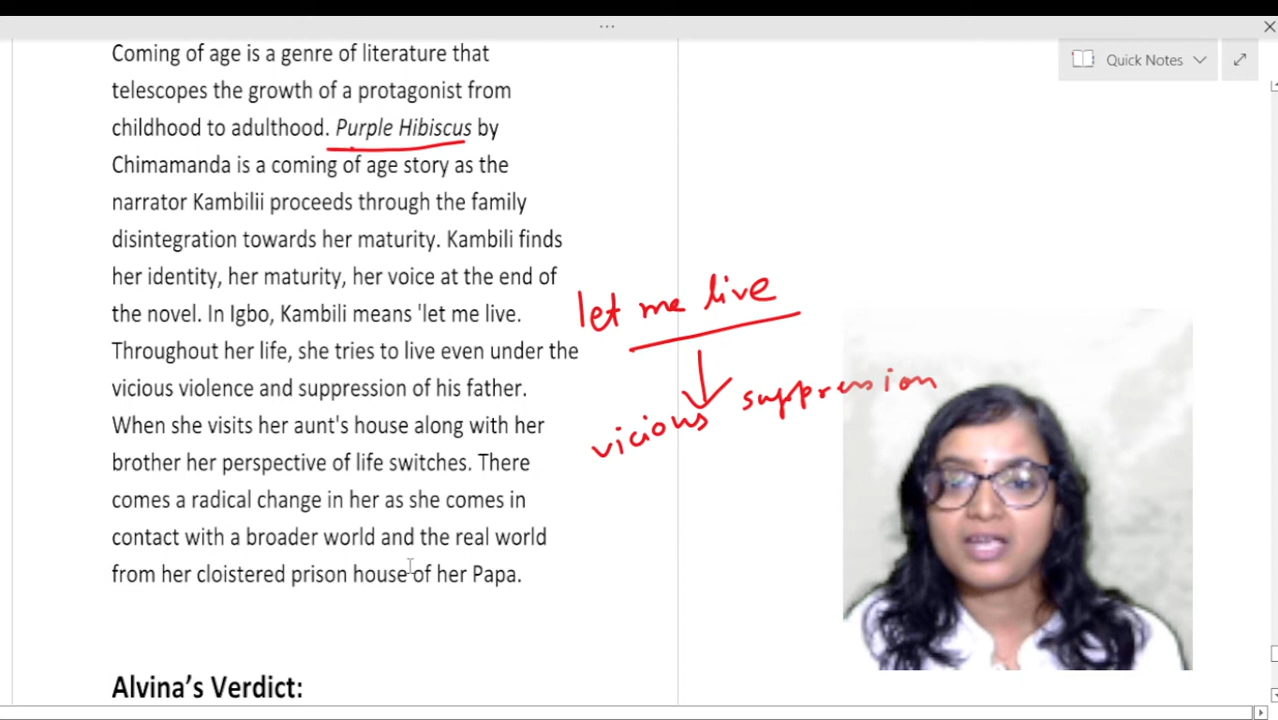 Quick Notes
Coming of age is a genre of literature that
telescopes the growth of a protagonist from
childhood to adulthood. Purple Hibiscus by
Chimamanda is a coming of age story as the
narrator Kambilii proceeds through the family
disintegration towards her maturity. Kambili finds
her identity, her maturity, her voice at the end of
the novel. In Igbo, Kambili means 'let me live.
Throughout her life, she tries to live even under the
vicious violence and suppression of his father.
When she visits her aunt's house along with her
brother her perspective of life switches. There
comes a radical change in her as she comes in
contact with a broader world and the real world
from her cloistered prison house of her Papa.
let me live
vicious suppression
Alvina's Verdict: